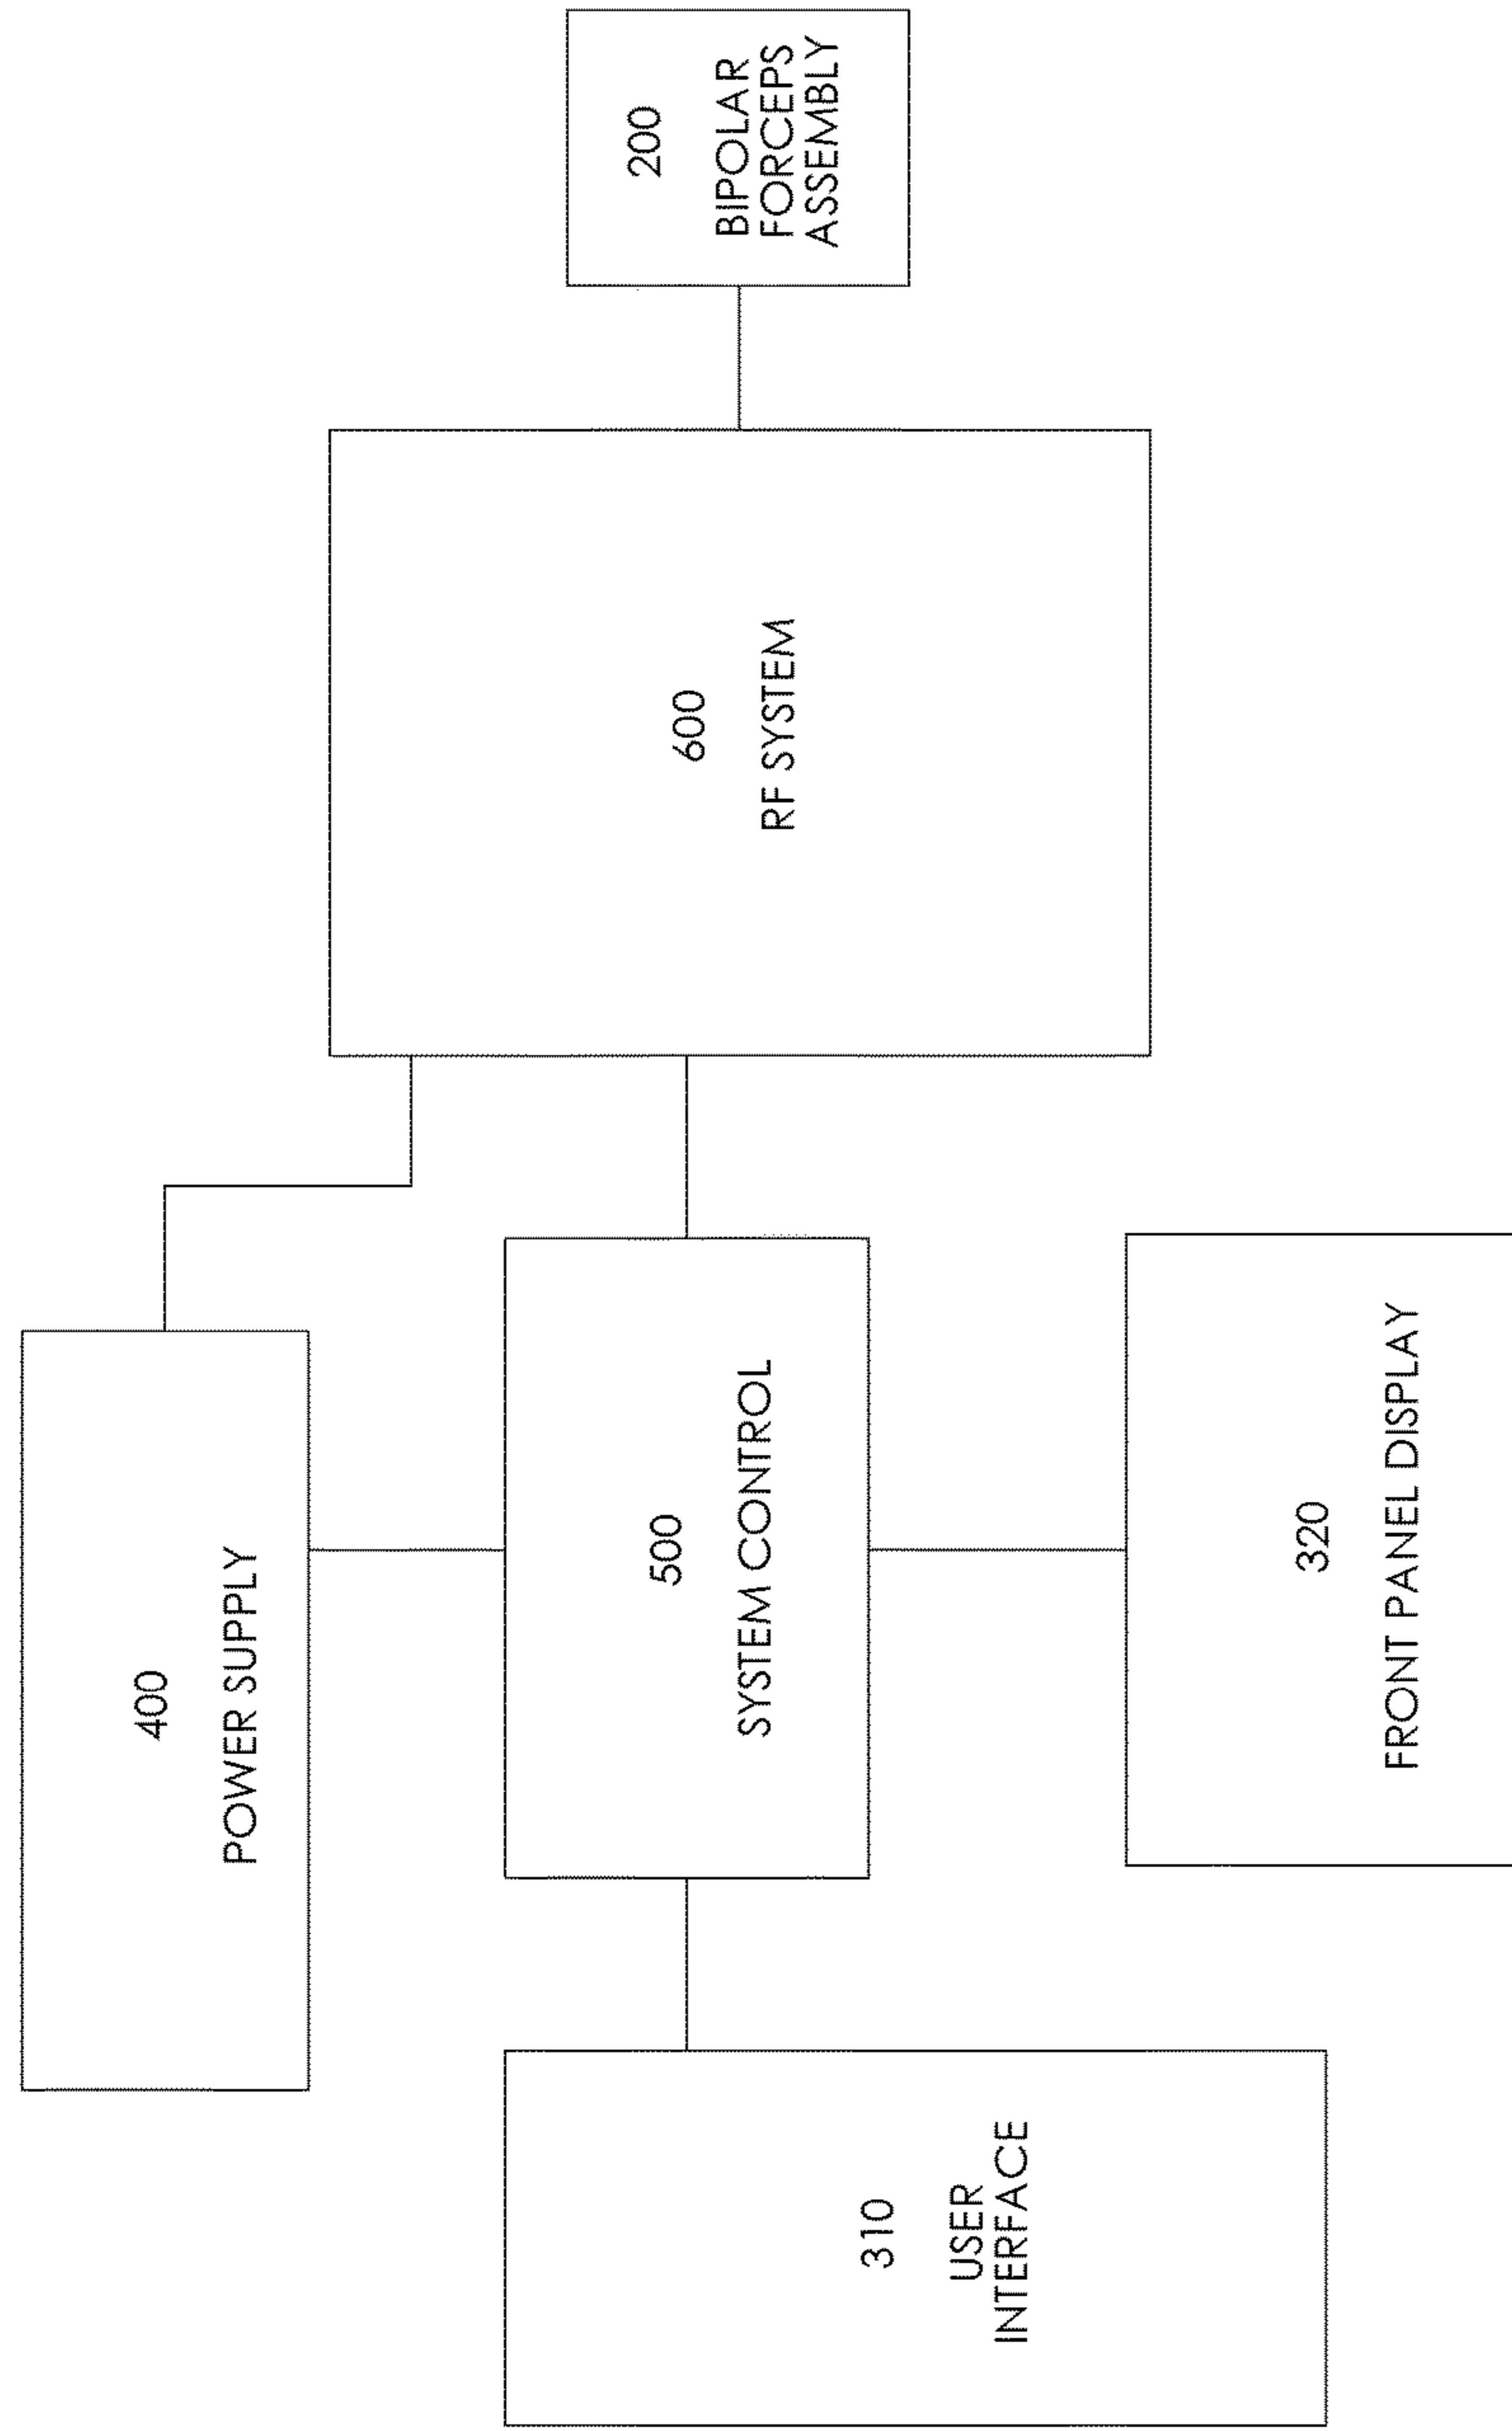 400
POWER SUPPLY
310
USER
INTERFACE
500
SYSTEM CONTROL
600
RF SYSTEM
200
BIPOLAR
FORCEPS
ASSEMBLY
320
FRONT PANEL DISPLAY